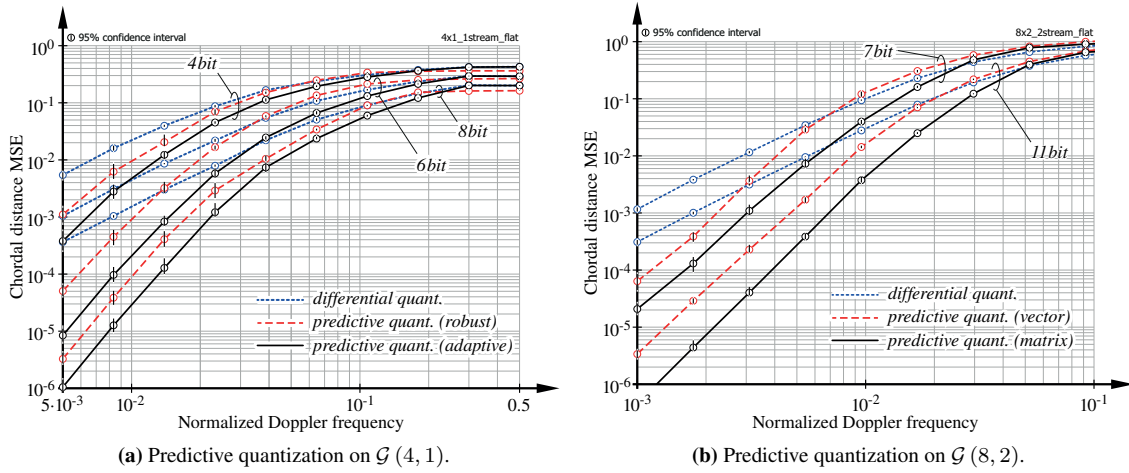 95% confidence interval
4x1_1stream_flat
10^0
10^-1
10^-2
10^-3
10^-4
10^-5
10^-6
Chordal distance MSE
4bit
8bit
6bit
differential quant.
predictive quant. (robust)
predictive quant. (adaptive)
5·10^-3
10^-2
10^-1
0.5
Normalized Doppler frequency
(a) Predictive quantization on 𝒢 (4, 1).
95% confidence interval
8x2_2stream_flat
10^0
10^-1
10^-2
10^-3
10^-4
10^-5
10^-6
Chordal distance MSE
7bit
11bit
differential quant.
predictive quant. (vector)
predictive quant. (matrix)
10^-3
10^-2
10^-1
Normalized Doppler frequency
(b) Predictive quantization on 𝒢 (8, 2).